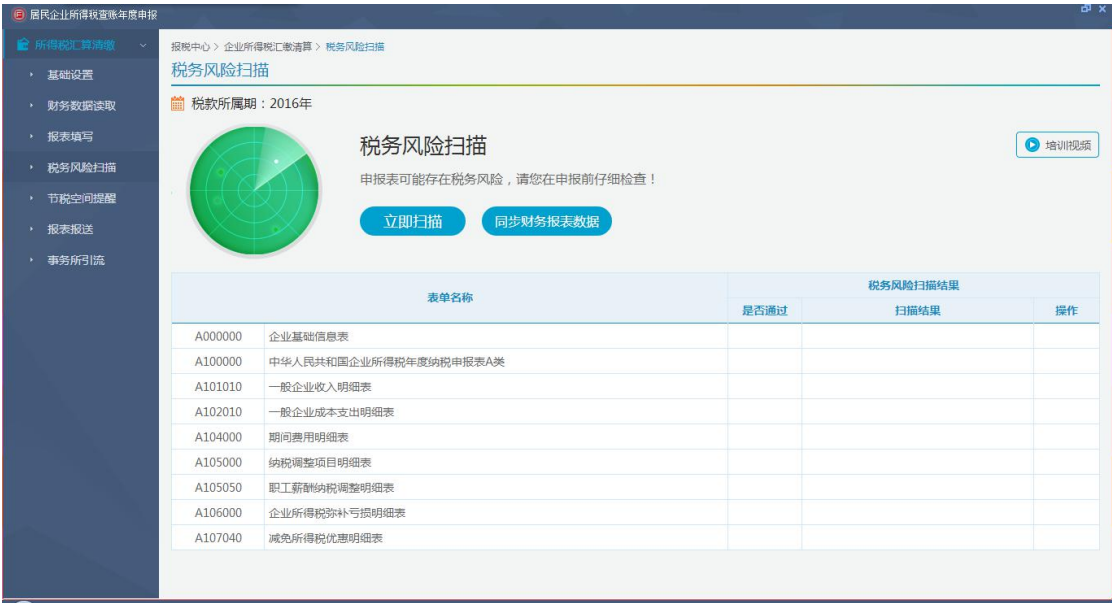 居民企业所得税查账年度申报
所得税汇算清缴
基础设置
财务数据读取
报表填写
税务风险扫描
节税空间提醒
报表报送
事务所引流
报税中心 > 企业所得税汇缴清算 > 税务风险扫描
税务风险扫描
税款所属期：2016年
税务风险扫描
培训视频
申报表可能存在税务风险，请您在申报前仔细检查！
立即扫描 同步财务报表数据
表单名称 税务风险扫描结果
是否通过 扫描结果 操作
A000000 企业基础信息表
A100000 中华人民共和国企业所得税年度纳税申报表A类
A101010 一般企业收入明细表
A102010 一般企业成本支出明细表
A104000 期间费用明细表
A105000 纳税调整项目明细表
A105050 职工薪酬纳税调整明细表
A106000 企业所得税弥补亏损明细表
A107040 减免所得税优惠明细表